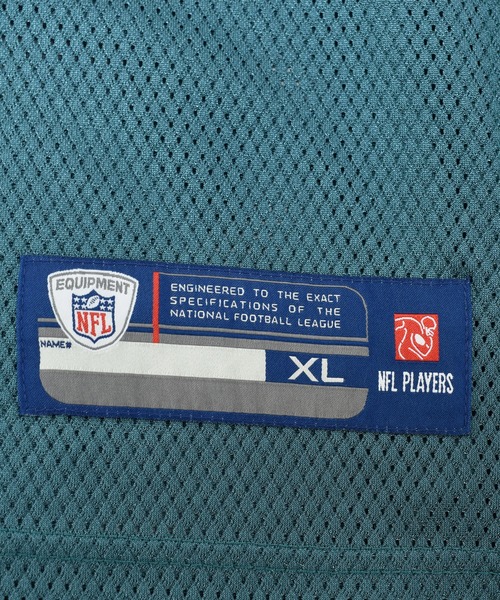 EQUIPMENT
NFL
ENGINEERED TO THE EXACT
SPECIFICATIONS OF THE
NATIONAL FOOTBALL LEAGUE
NAME#
XL
NFL PLAYERS